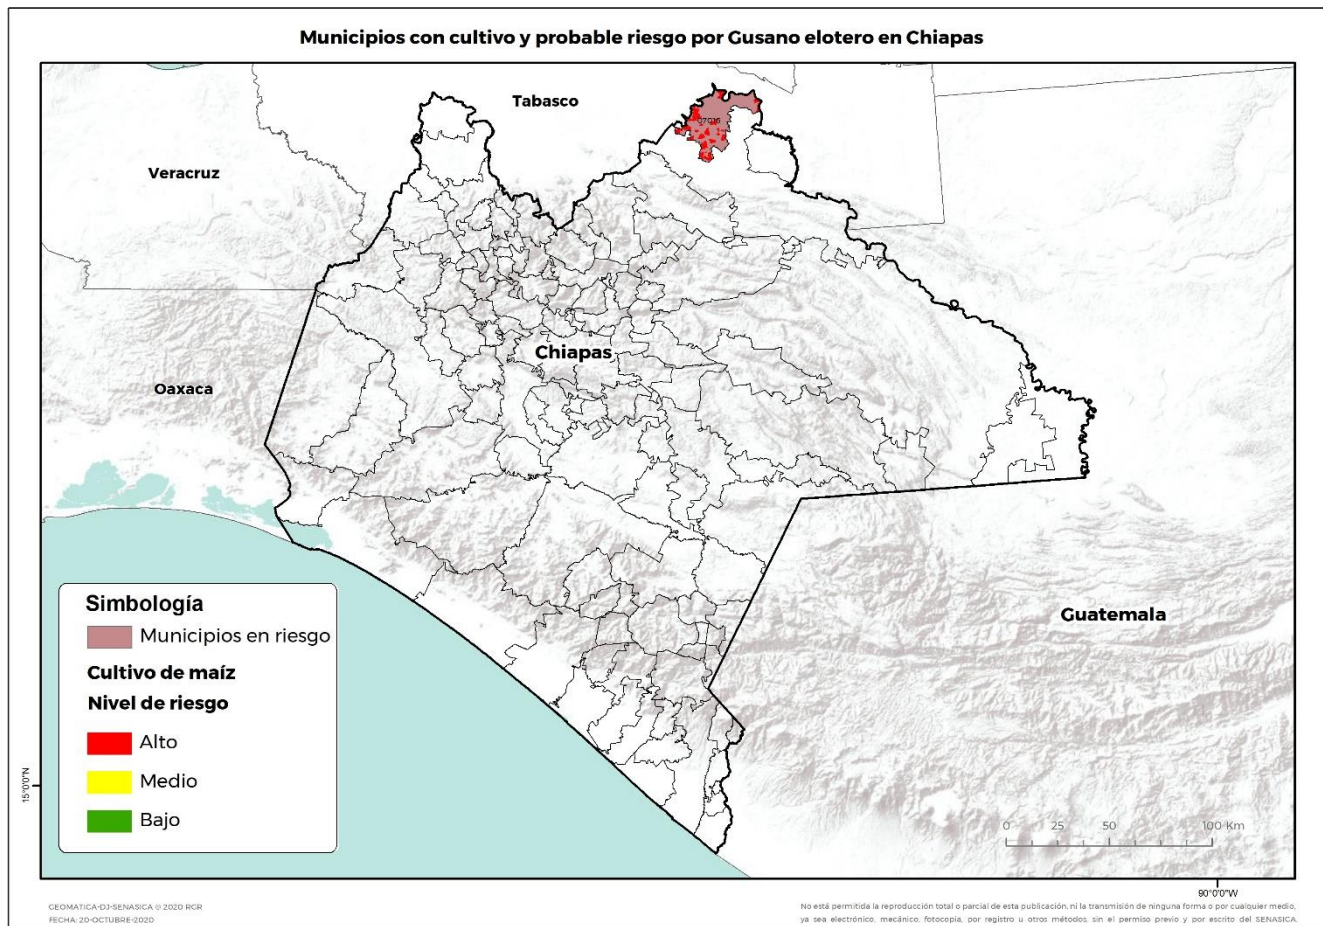 Municipios con cultivo y probable riesgo por Gusano elotero en Chiapas
Tabasco
07016
Veracruz
Chiapas
Oaxaca
Guatemala
Simbología
Municipios en riesgo
Cultivo de maíz
Nivel de riesgo
Alto
Medio
Bajo
15°0'0"N
0 25 50 100 Km
90°0'0"W
GEOMATICA-DJ-SENASICA © 2020 RGR
FECHA: 20-OCTUBRE-2020
No está permitida la reproducción total o parcial de esta publicación, ni la transmisión de ninguna forma o por cualquier medio,
ya sea electrónico, mecánico, fotocopia, por registro u otros métodos, sin el permiso previo y por escrito del SENASICA.